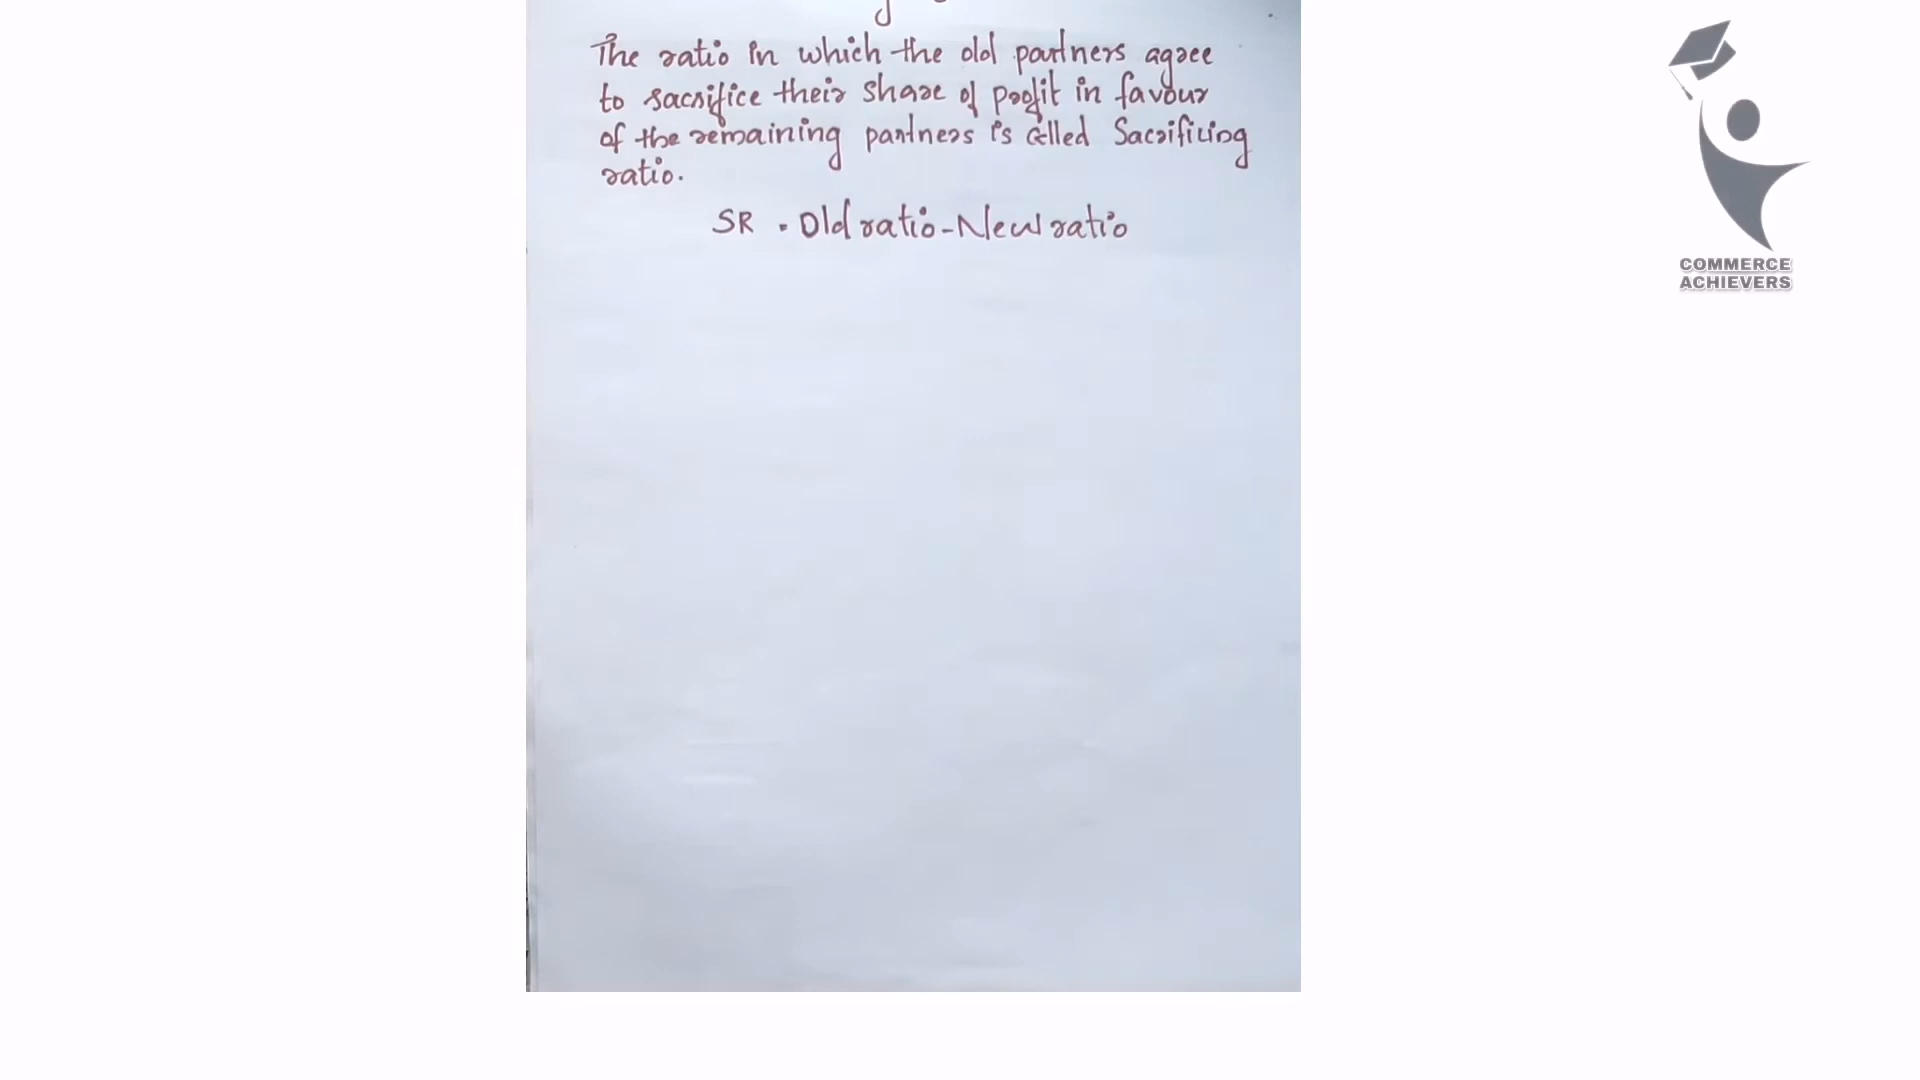 The ratio in which the old partners agree
to sacrifice their share of profit in favour
of the remaining partners is called Sacrificing
ratio.
SR = Old ratio - New ratio
COMMERCE
ACHIEVERS